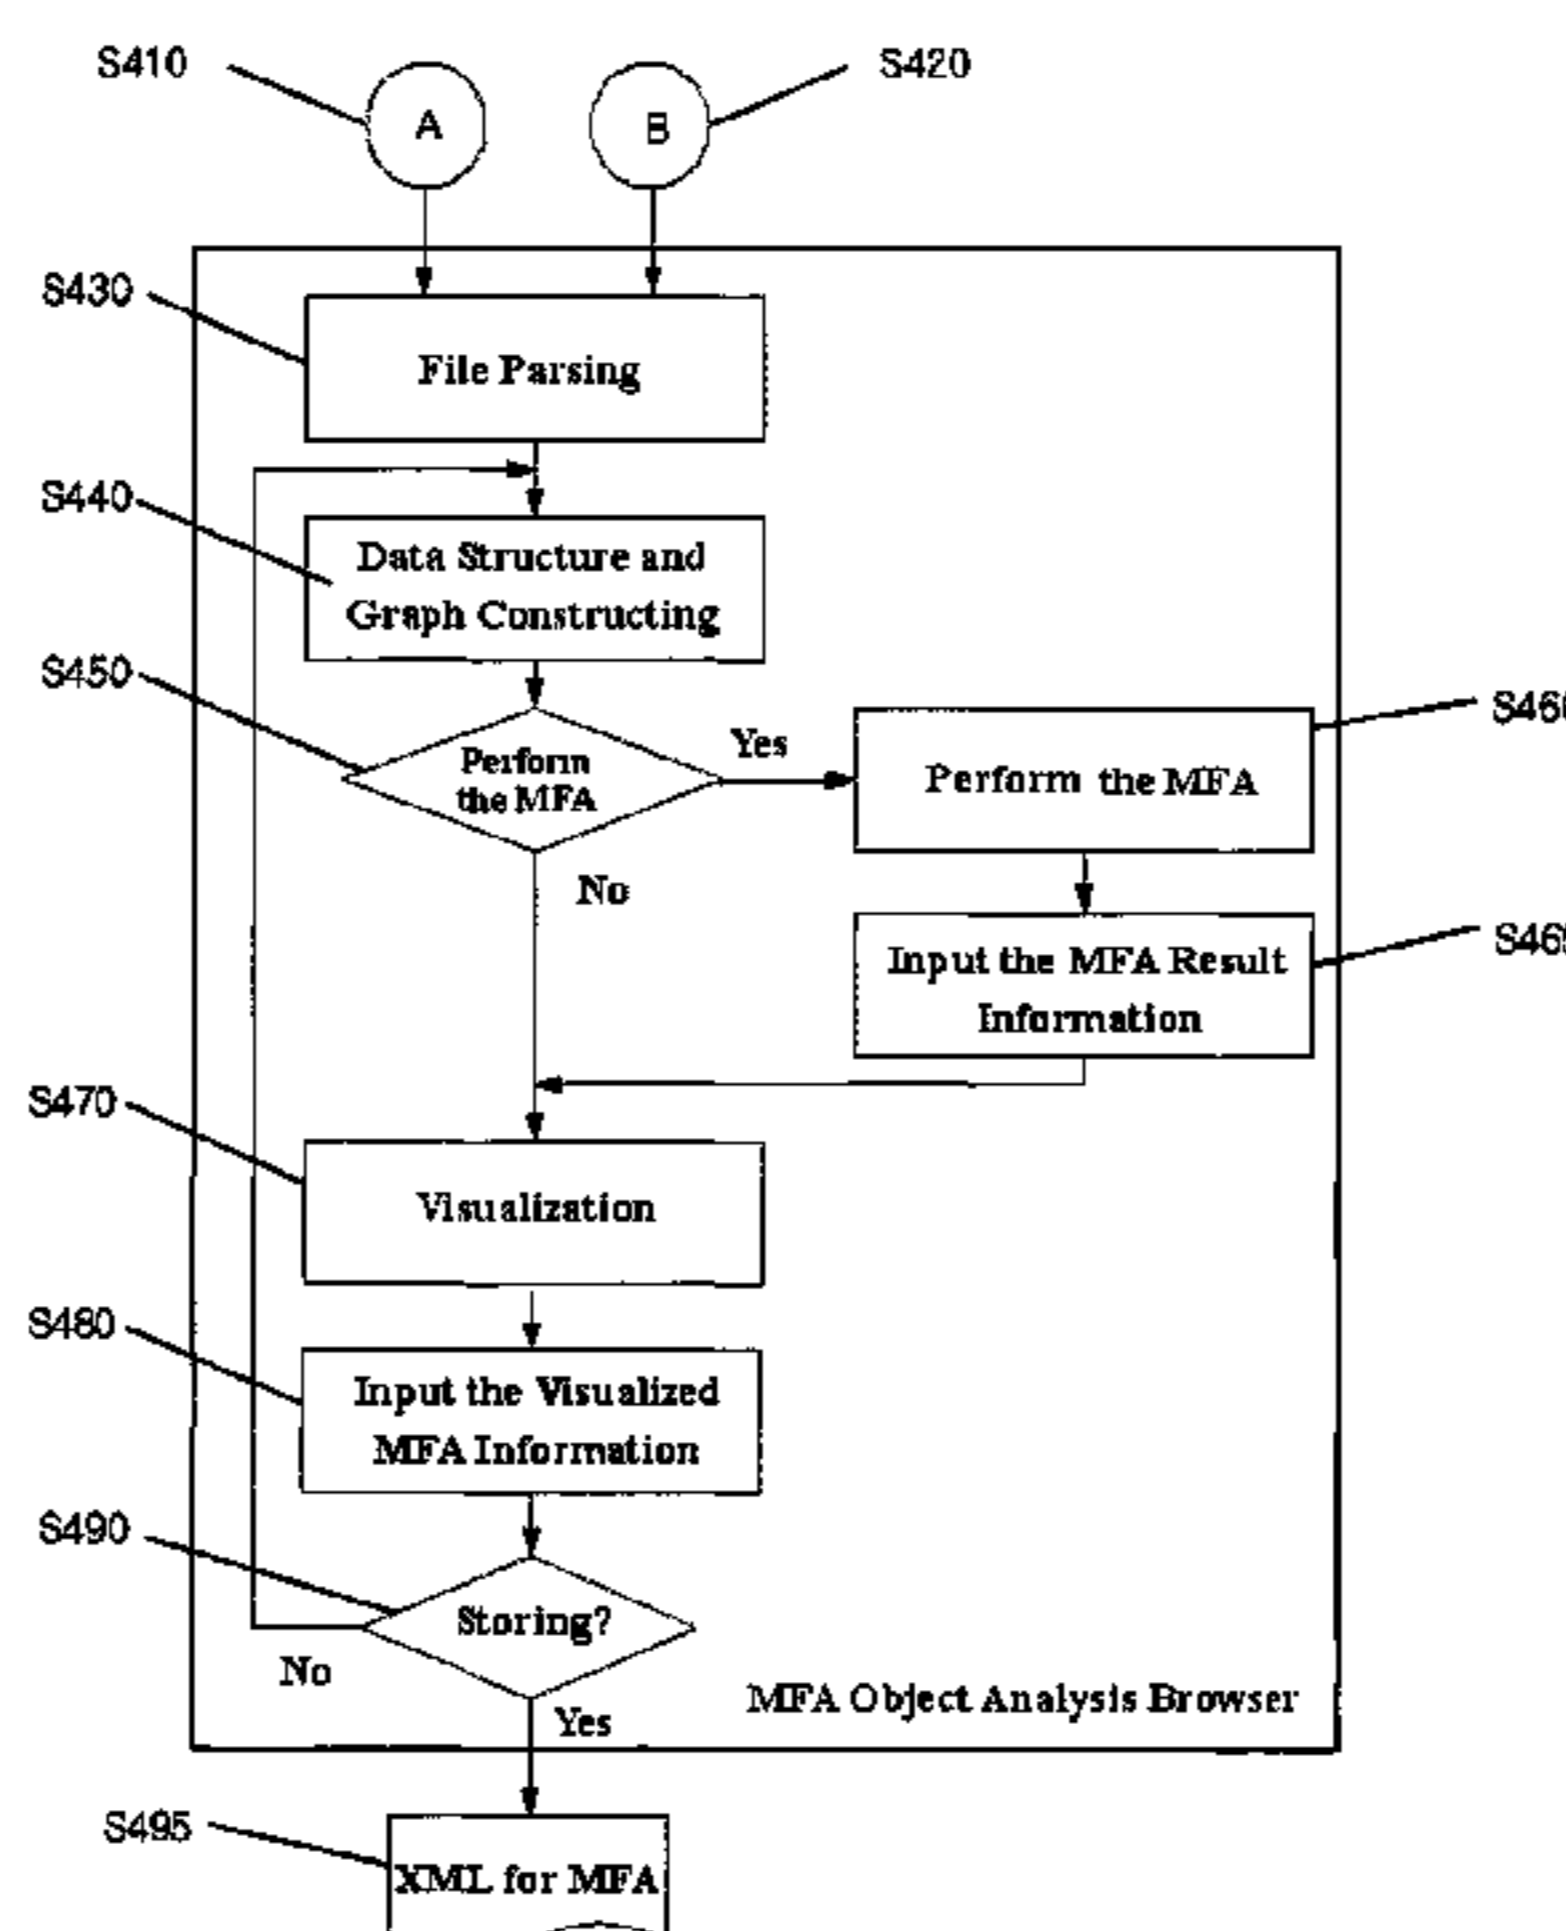 S410
A
B
S420
S430
File Parsing
S440
Data Structure and
Graph Constructing
S450
Perform
the MFA
Yes
Perform the MFA
No
Input the MFA Result
Information
S470
Visualization
S480
Input the Visualized
MFA Information
S490
Storing?
No
Yes
MFA Object Analysis Browser
S495
XML for MFA